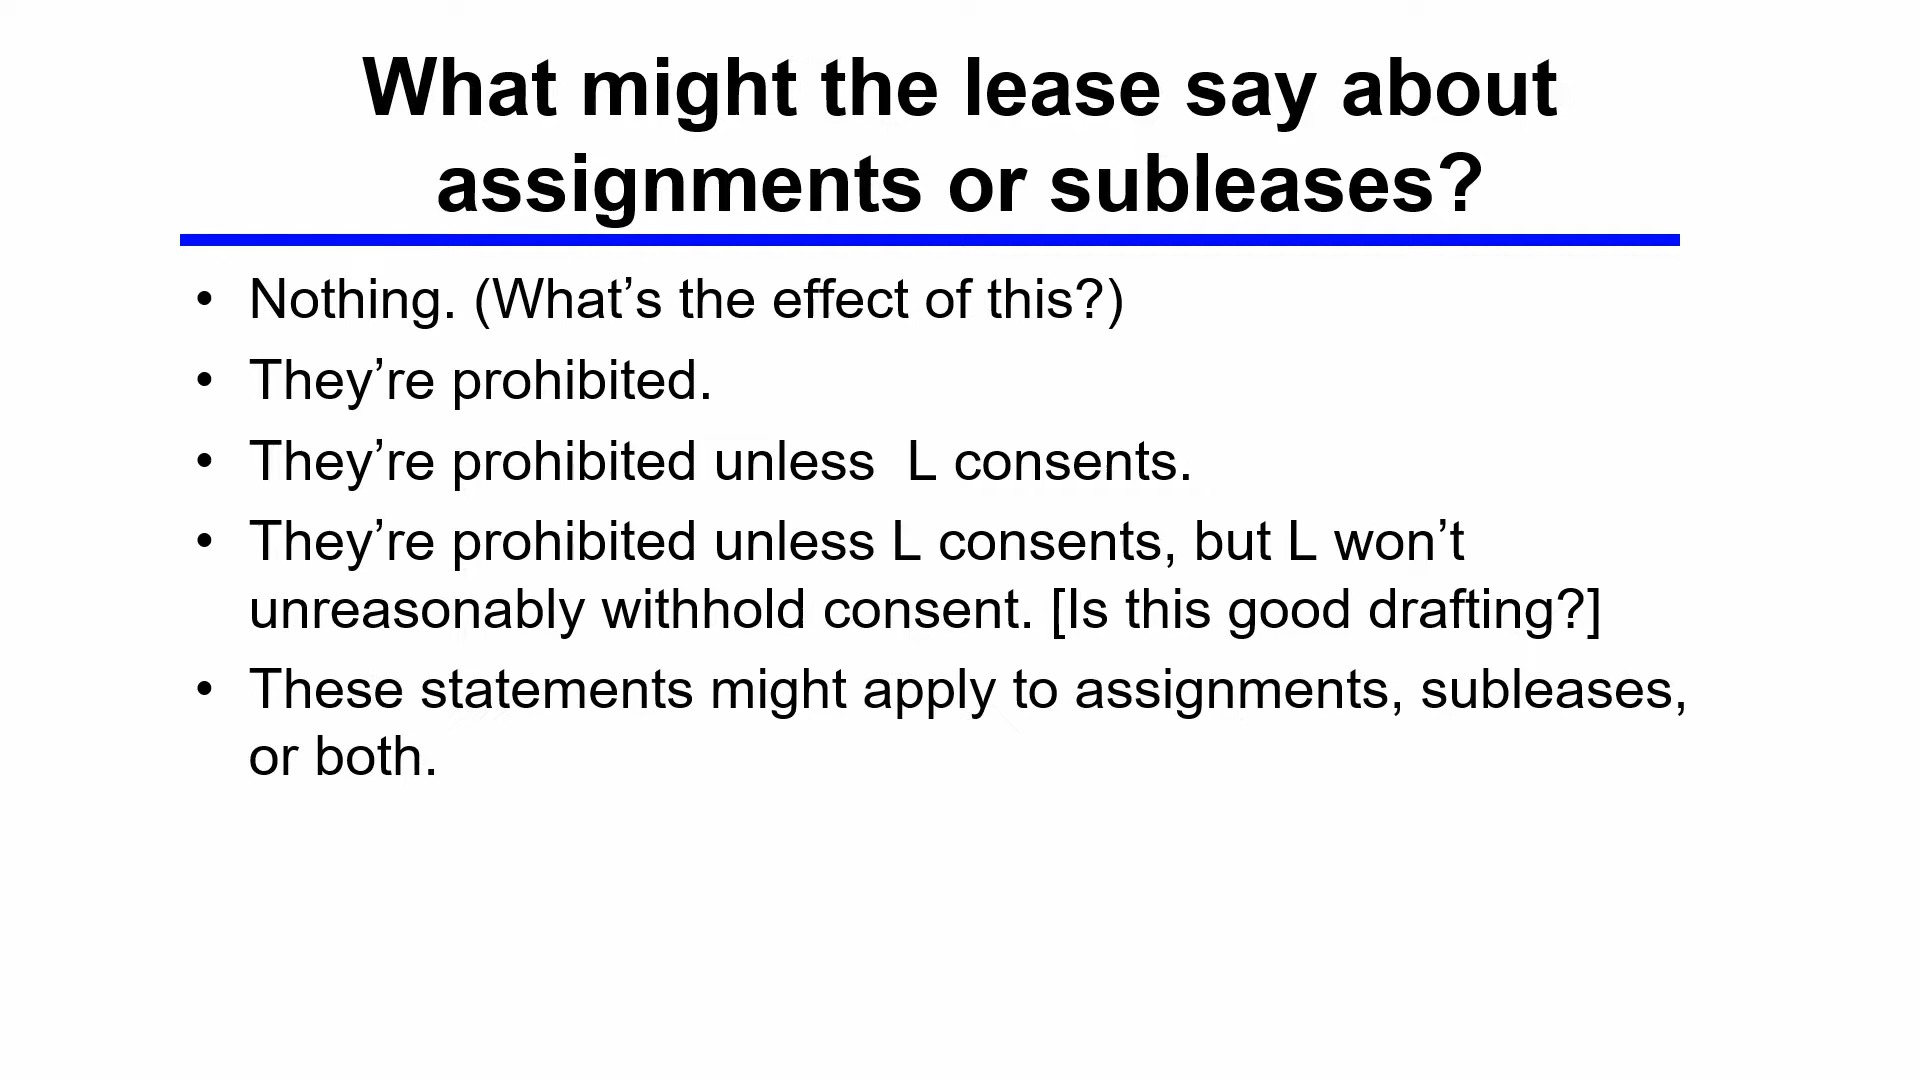 What might the lease say about
assignments or subleases?
• Nothing. (What’s the effect of this?)
• They’re prohibited.
• They’re prohibited unless  L consents.
• They’re prohibited unless L consents, but L won’t
unreasonably withhold consent. [Is this good drafting?]
• These statements might apply to assignments, subleases,
or both.